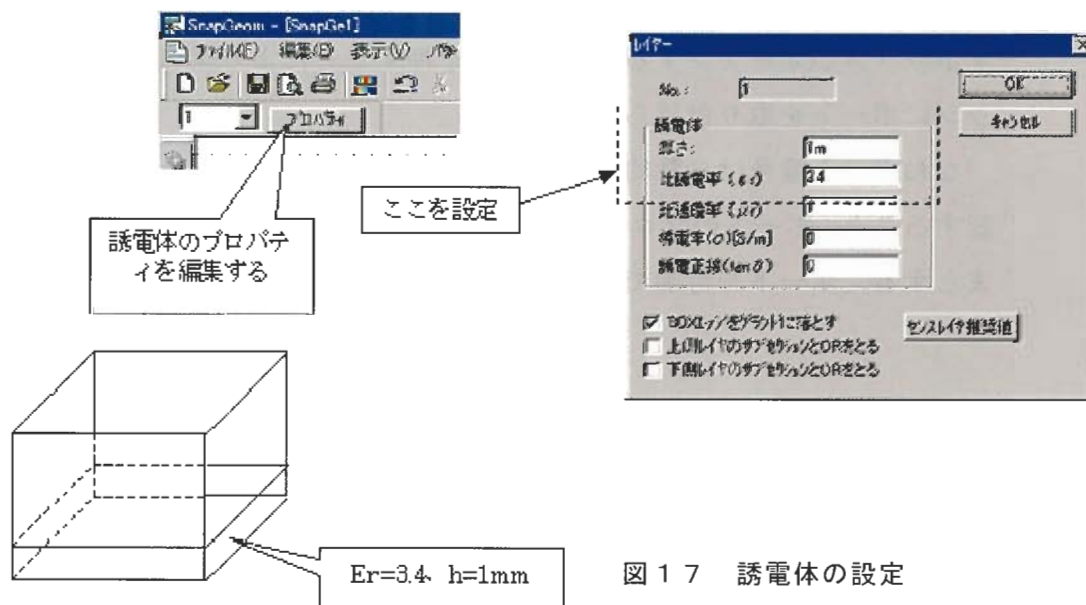 SnapGeom - [SnapGe1]
ファイル(F) 編集(E) 表示(V)
1 プロパティ
誘電体のプロパテ
ィを編集する
ここを設定
レイヤー
No.: 1
OK
キャンセル
誘電体
厚さ: 1m
比誘電率(εr) 3.4
比透磁率(μr) 1
導電率(σ)[S/m] 0
誘電正接(tanδ) 0
BOXエッジをグラウンドに落とす
上側レイヤのサブセクションとORをとる
下側レイヤのサブセクションとORをとる
センスレイヤ推奨値
Er=3.4、h=1mm
図17 誘電体の設定